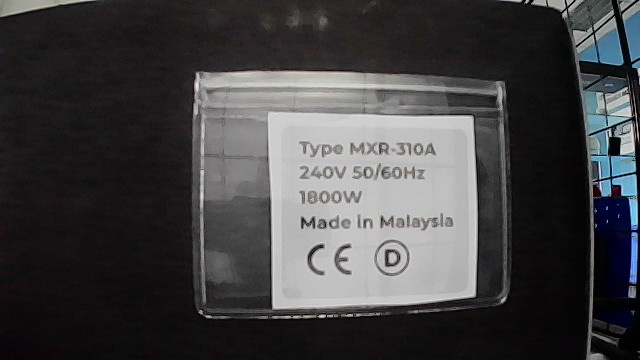 Type MXR-310A
240V 50/60Hz
1800W
Made in Malaysia
CE D